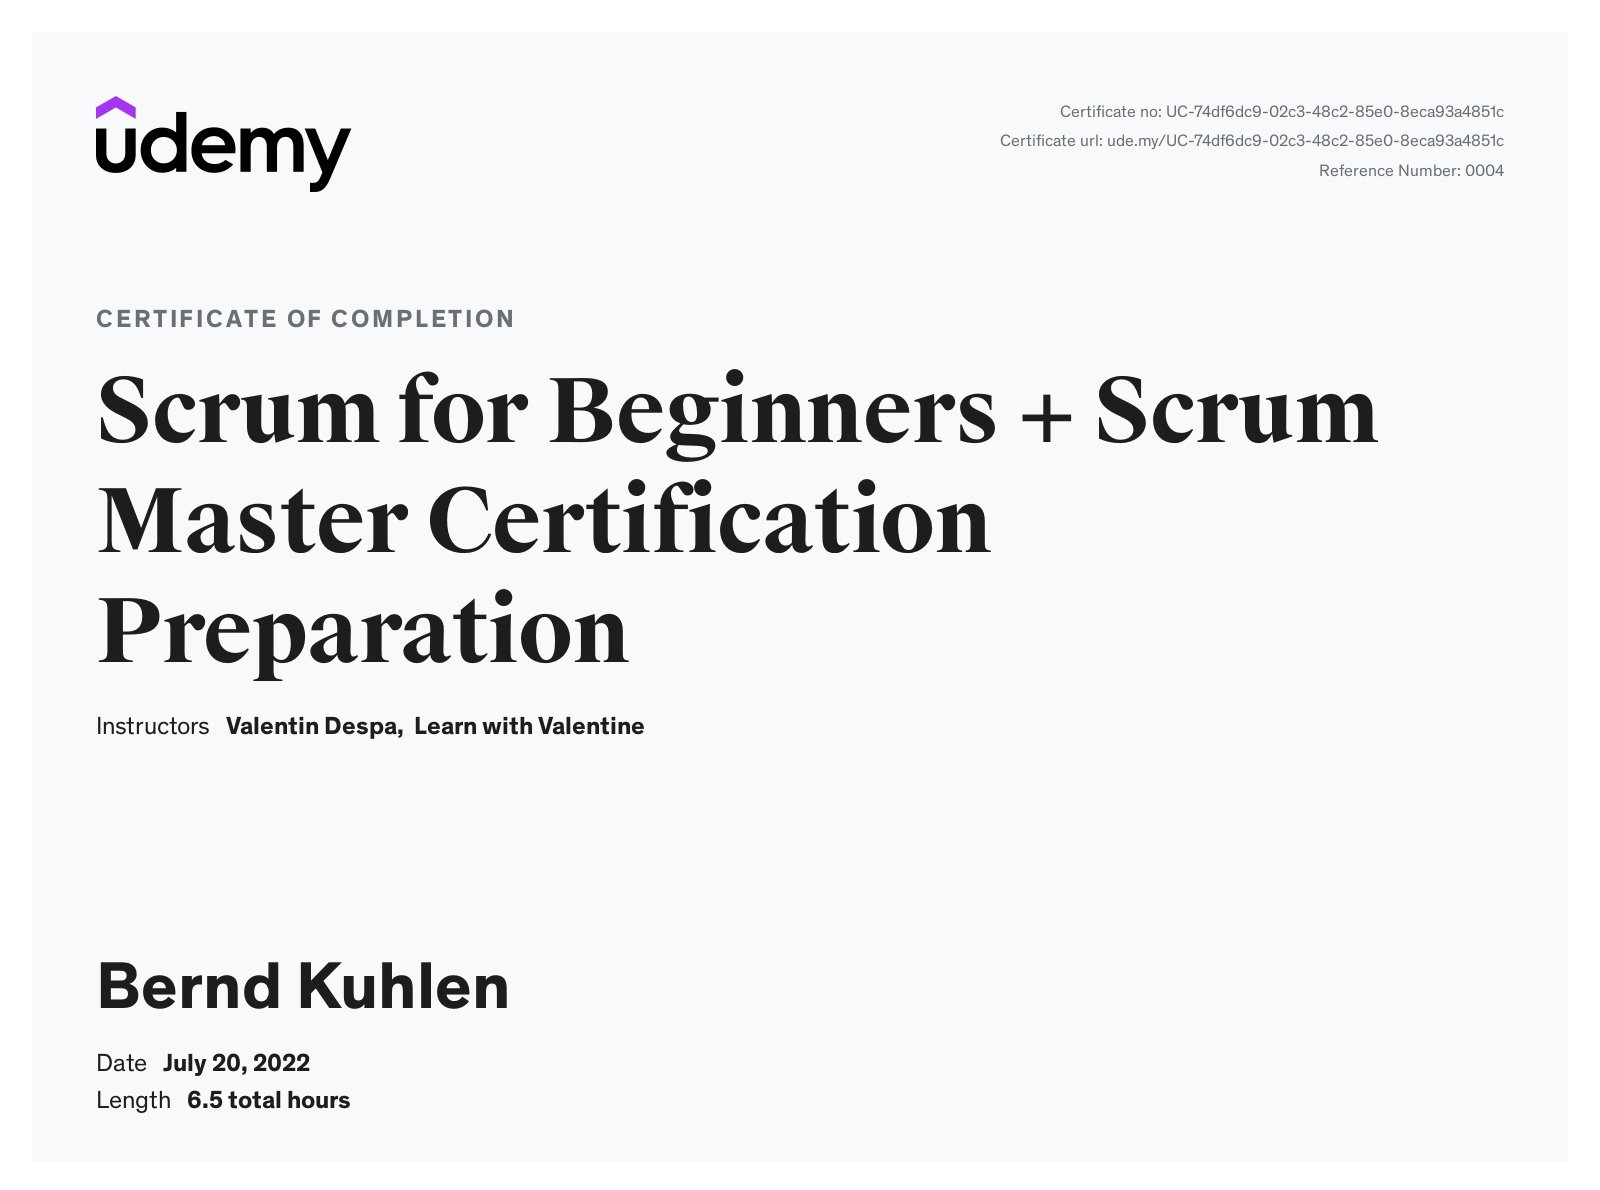 udemy
Certificate no: UC-74df6dc9-02c3-48c2-85e0-8eca93a4851c
Certificate url: ude.my/UC-74df6dc9-02c3-48c2-85e0-8eca93a4851c
Reference Number: 0004
CERTIFICATE OF COMPLETION
Scrum for Beginners + Scrum
Master Certification
Preparation
Instructors Valentin Despa, Learn with Valentine
Bernd Kuhlen
Date July 20, 2022
Length 6.5 total hours